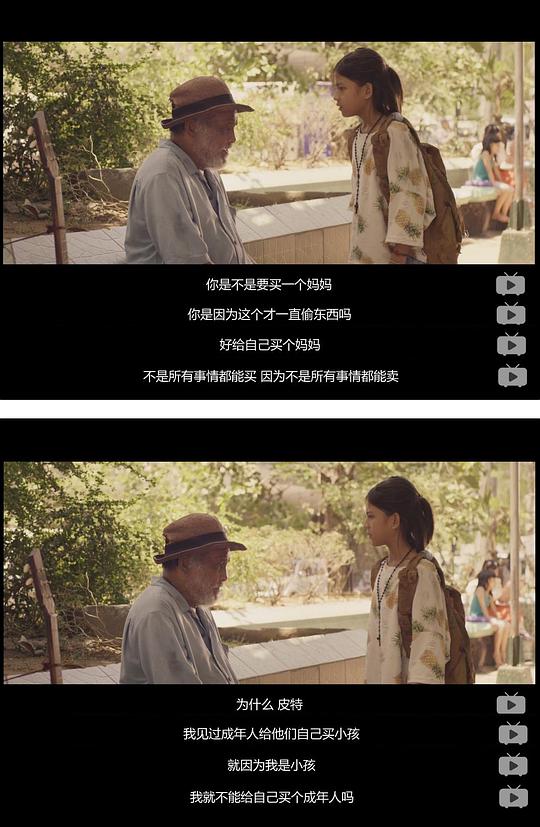 你是不是要买一个妈妈
你是因为这个才一直偷东西吗
好给自己买个妈妈
不是所有事情都能买 因为不是所有事情都能卖
为什么 皮特
我见过成年人给他们自己买小孩
就因为我是小孩
我就不能给自己买个成年人吗